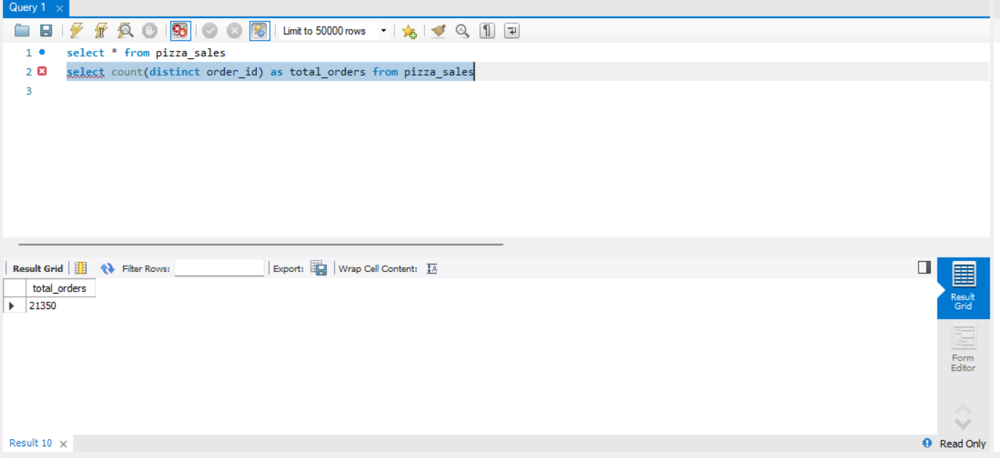 Query 1
Limit to 50000 rows
1 select * from pizza_sales
2 select count(distinct order_id) as total_orders from pizza_sales
3
Result Grid Filter Rows: Export: Wrap Cell Content:
total_orders
21350
Result
Grid
Form
Editor
Result 10 Read Only